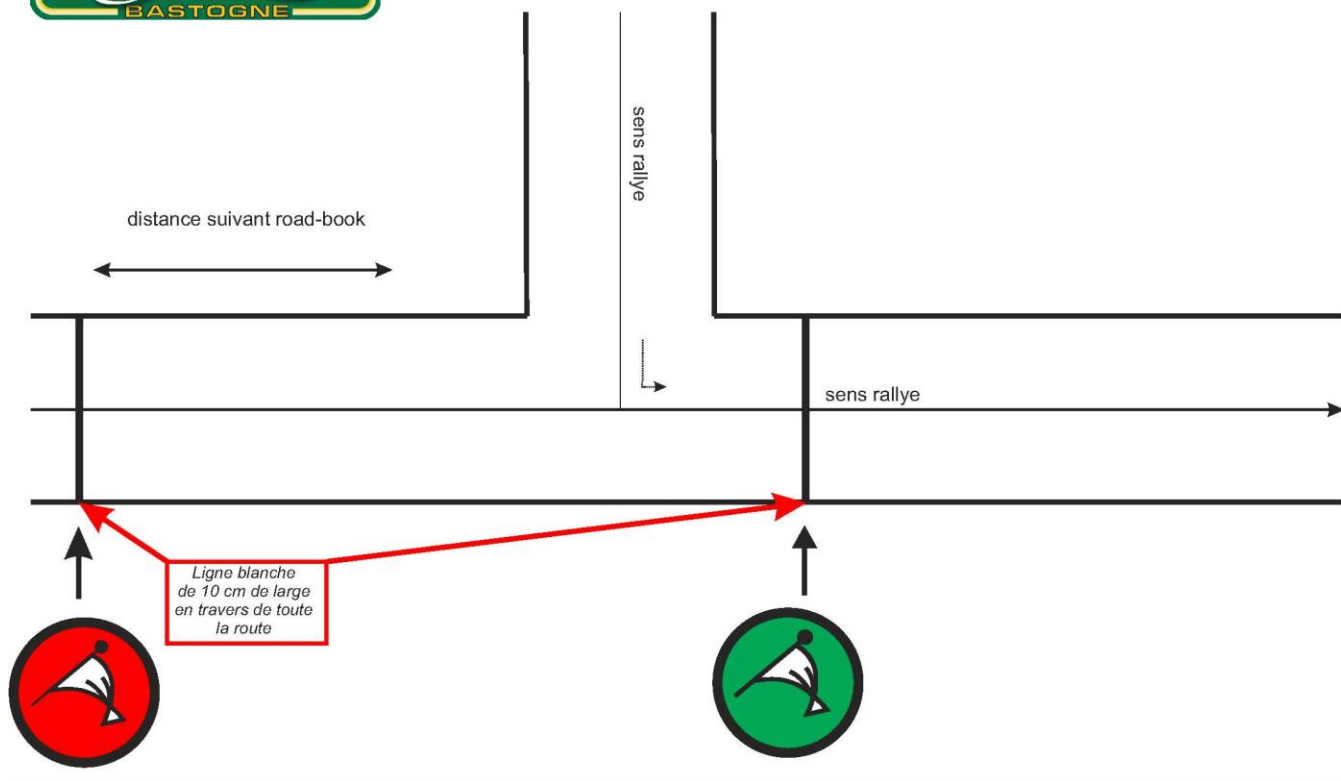 BASTOGNE
sens rallye
distance suivant road-book
sens rallye
Ligne blanche
de 10 cm de large
en travers de toute
la route